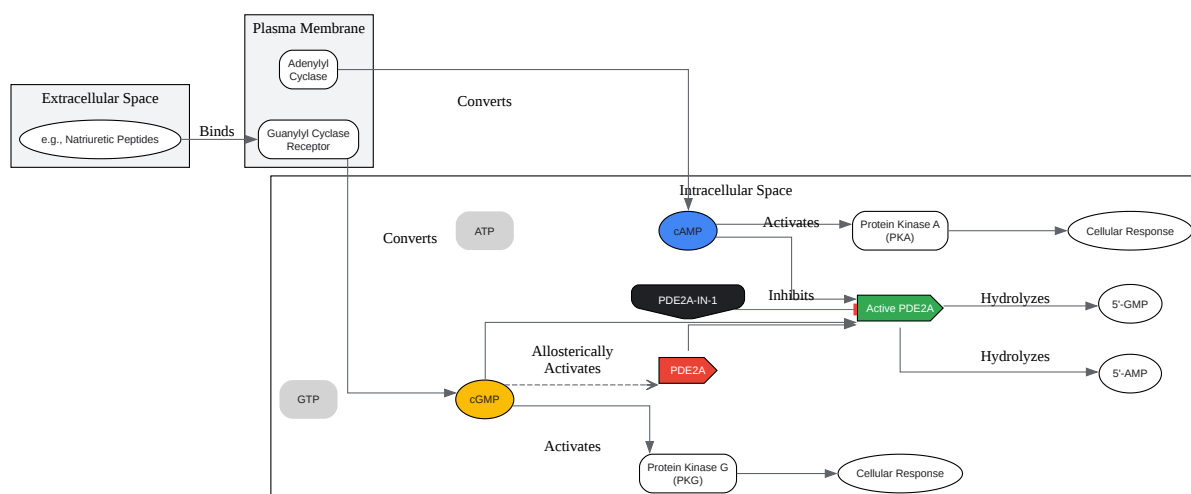 Plasma Membrane
Adenylyl
Cyclase
Converts
Extracellular Space
e.g., Natriuretic Peptides
Binds
Guanylyl Cyclase
Receptor
Intracellular Space
Converts
ATP
cAMP
Activates
Protein Kinase A
(PKA)
Cellular Response
PDE2A-IN-1
Inhibits
Active PDE2A
Hydrolyzes
5'-GMP
Hydrolyzes
5'-AMP
Allosterically
Activates
PDE2A
GTP
cGMP
Activates
Protein Kinase G
(PKG)
Cellular Response